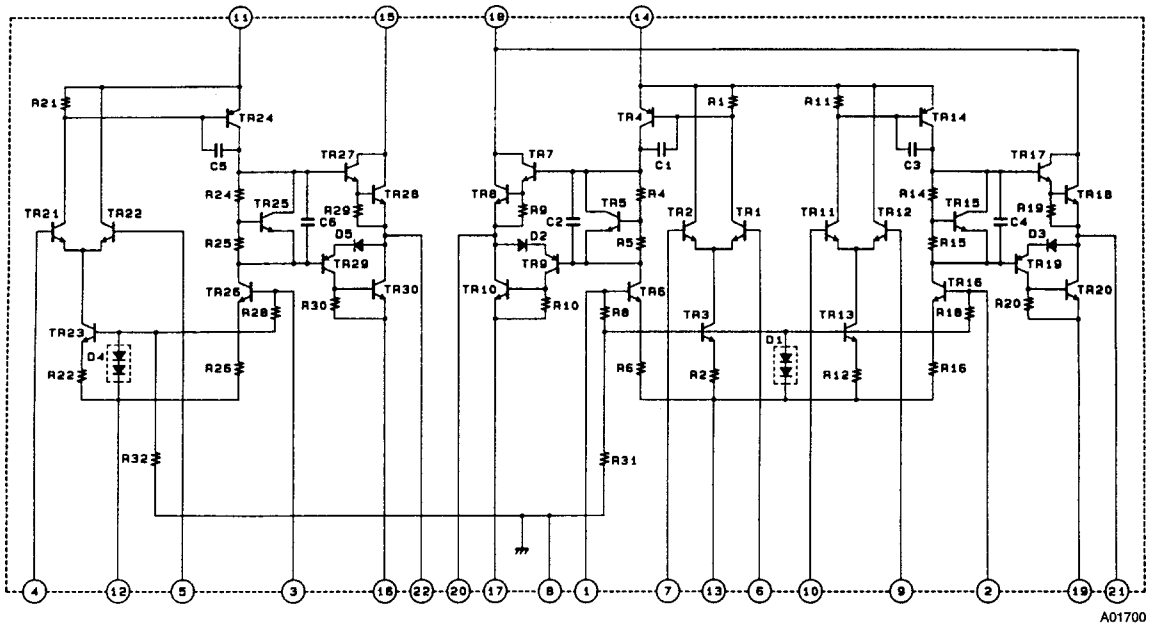 11 15 18 14
R21 TR24 TR4 R1 R11 TR14
C5 TR27 TR7 C1 C3 TR17
R24 TR25 TR28 TR8 R4 R14 TR18
TR21 TR22 R29 C6 R9 C2 TR5 TR2 TR1 TR11 TR12 TR15 C4 R19
R25 D5 D2 R5 R15 D3
TR29 TR9 TR19
TR26 TR30 TR10 TR6 TR16 TR20
R28 R30 R10 R8 R18 R20
TR23 D4 TR3 D1 TR13
R22 R26 R6 R2 R12 R16
R32 R31
4 12 5 3 16 22 20 17 8 1 7 13 6 10 9 2 19 21
A01700